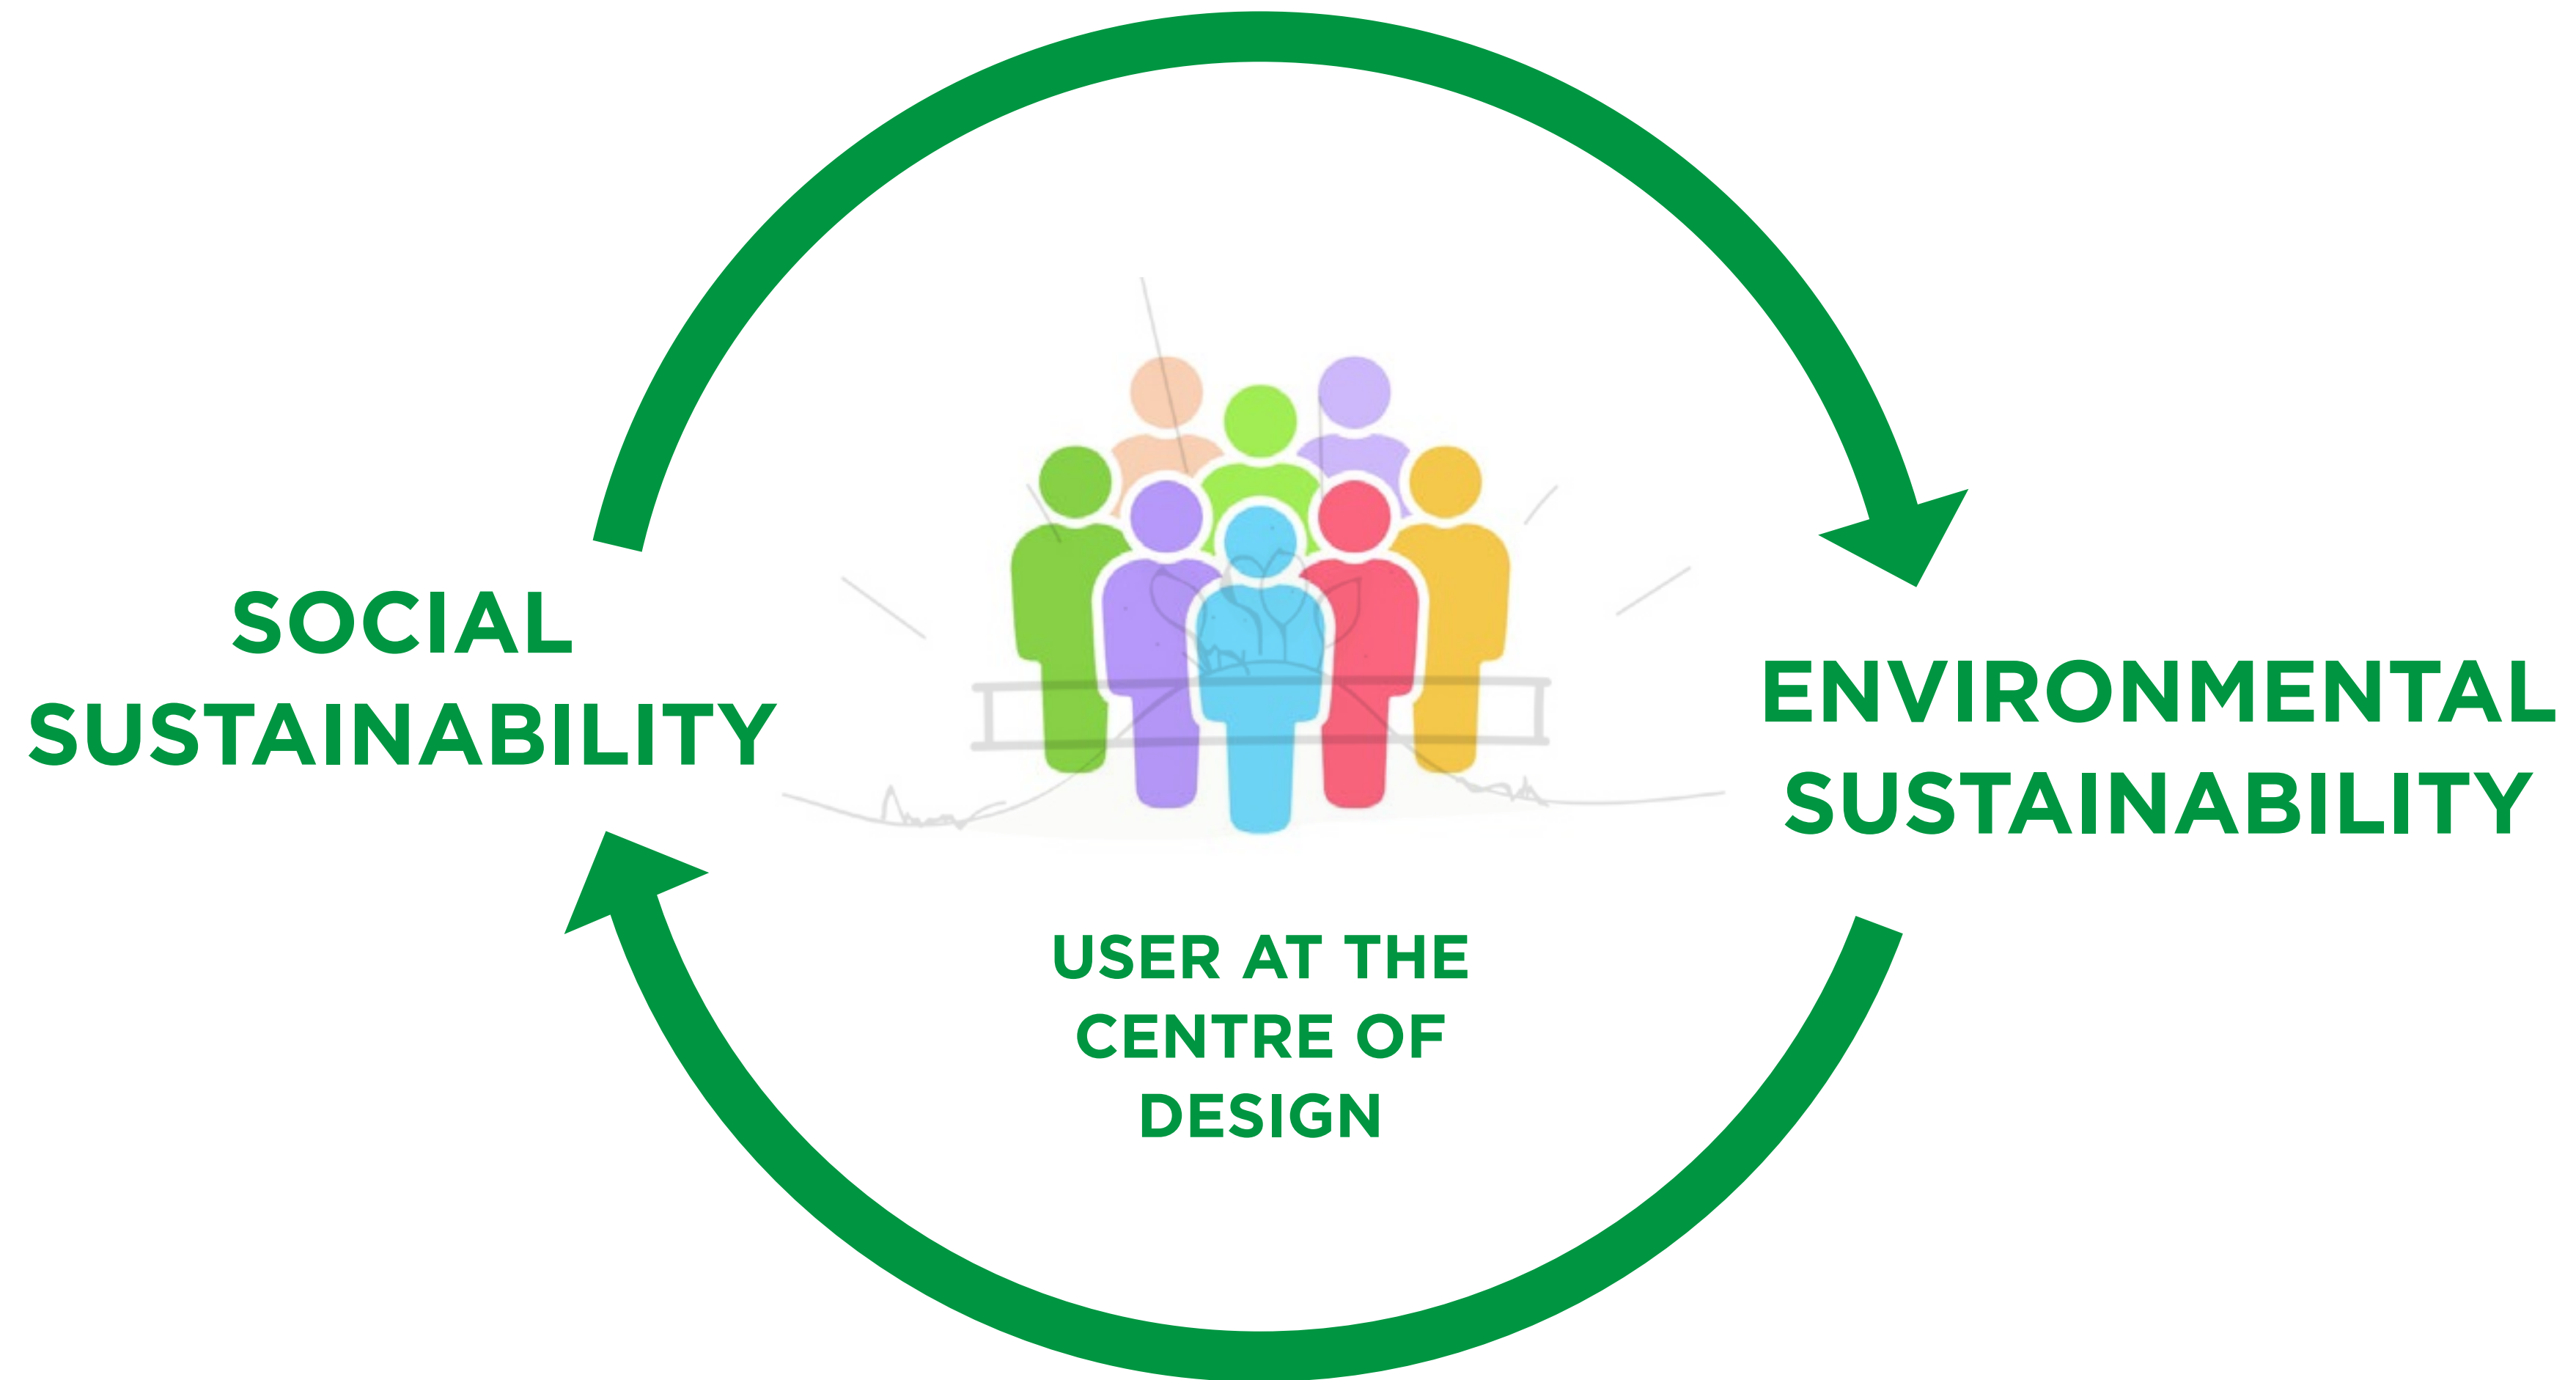 SOCIAL
SUSTAINABILITY
ENVIRONMENTAL
SUSTAINABILITY
USER AT THE
CENTRE OF
DESIGN